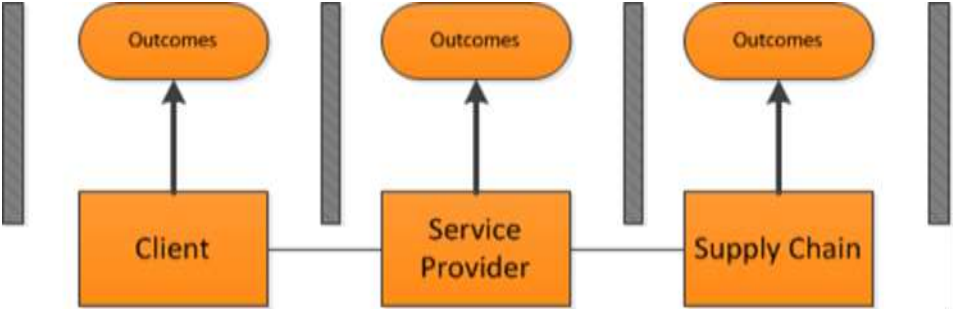 Outcomes
Outcomes
Outcomes
Client
Service
Provider
Supply Chain